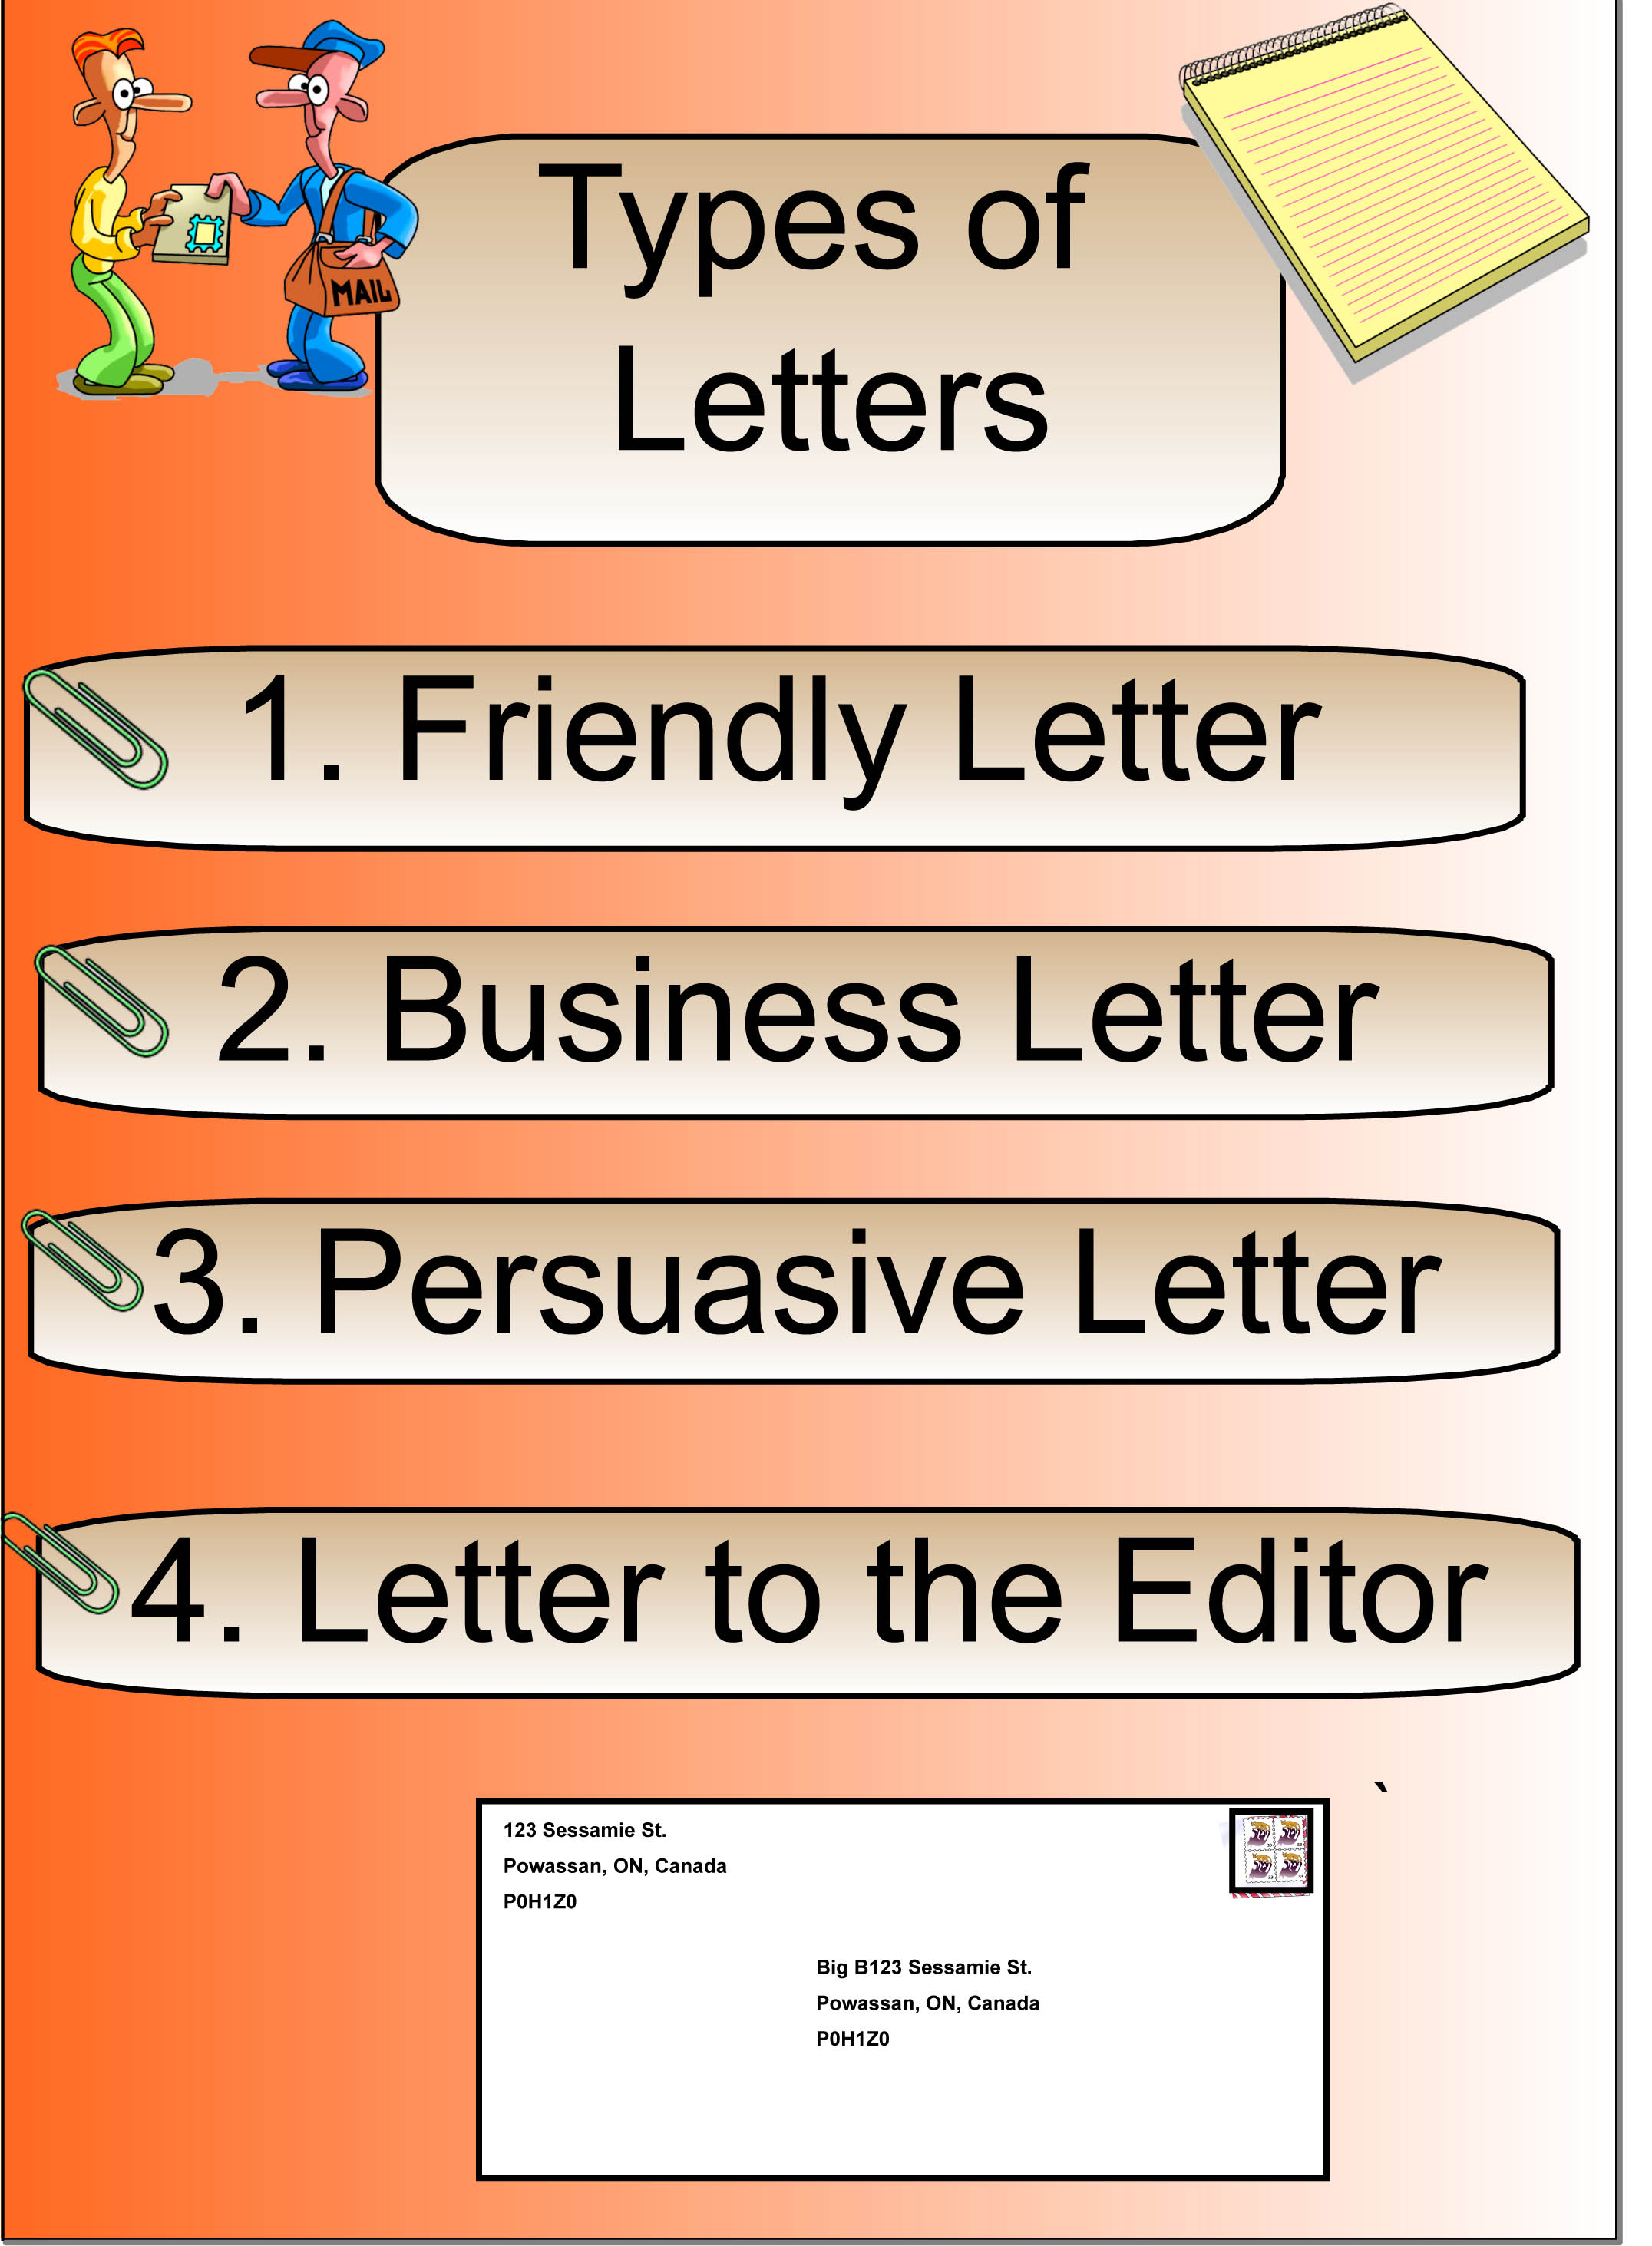 MAIL
Types of
Letters
1. Friendly Letter
2. Business Letter
3. Persuasive Letter
4. Letter to the Editor
`
123 Sessamie St.
Powassan, ON, Canada
P0H1Z0
Big B123 Sessamie St.
Powassan, ON, Canada
P0H1Z0